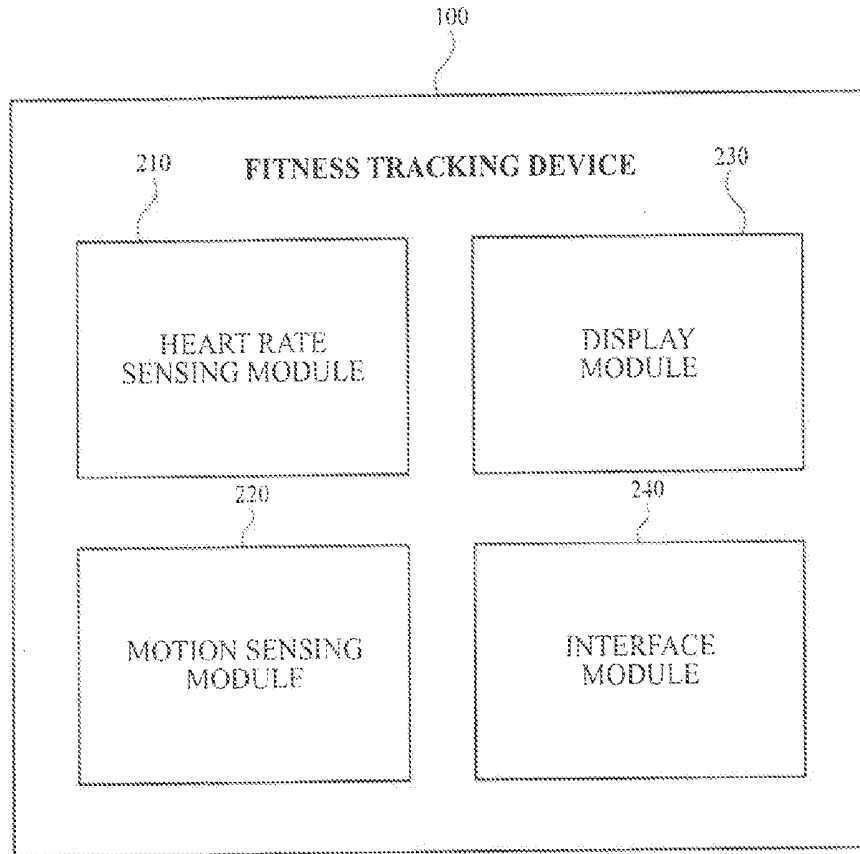 100
210
FITNESS TRACKING DEVICE
230
HEART RATE
SENSING MODULE
DISPLAY
MODULE
220
240
MOTION SENSING
MODULE
INTERFACE
MODULE